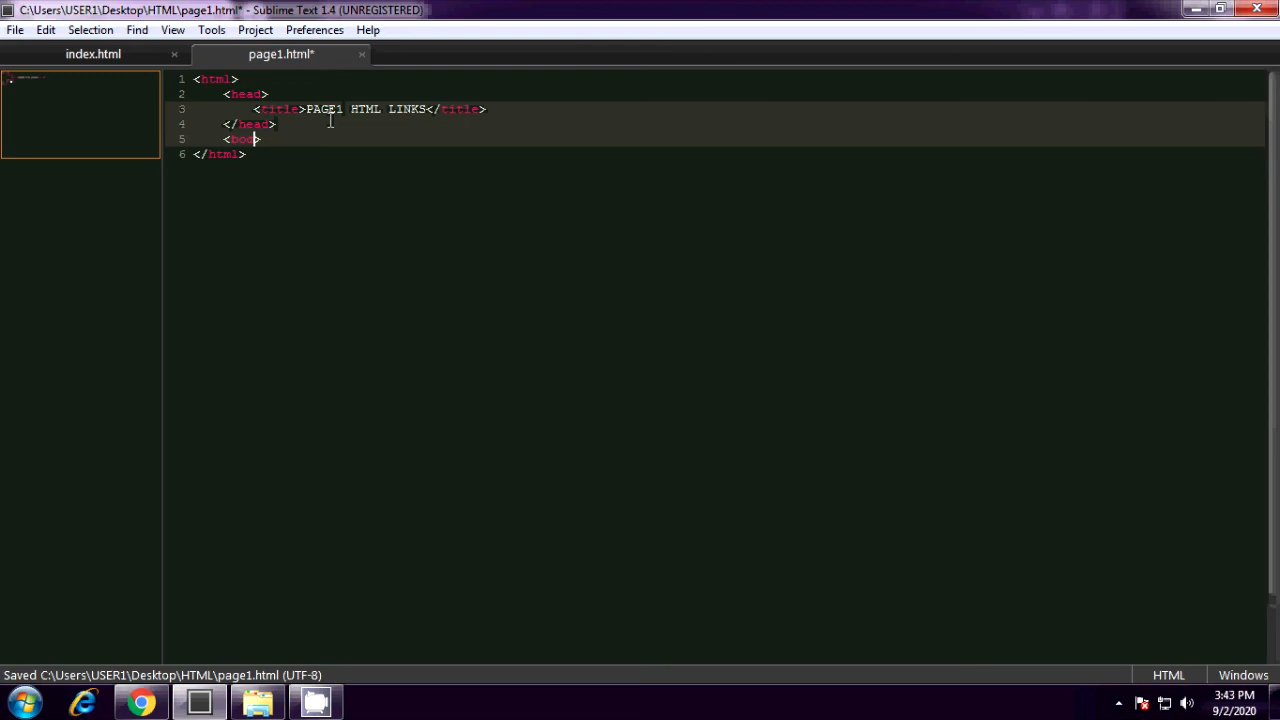 C:\Users\USER1\Desktop\HTML\page1.html* - Sublime Text 1.4 (UNREGISTERED)
File Edit Selection Find View Tools Project Preferences Help
index.html × page1.html* ×
1 <html>
2 <head>
3 <title>PAGE1 HTML LINKS</title>
4 </head>
5 <bod>
6 </html>
Saved C:\Users\USER1\Desktop\HTML\page1.html (UTF-8) HTML Windows
3:43 PM
9/2/2020